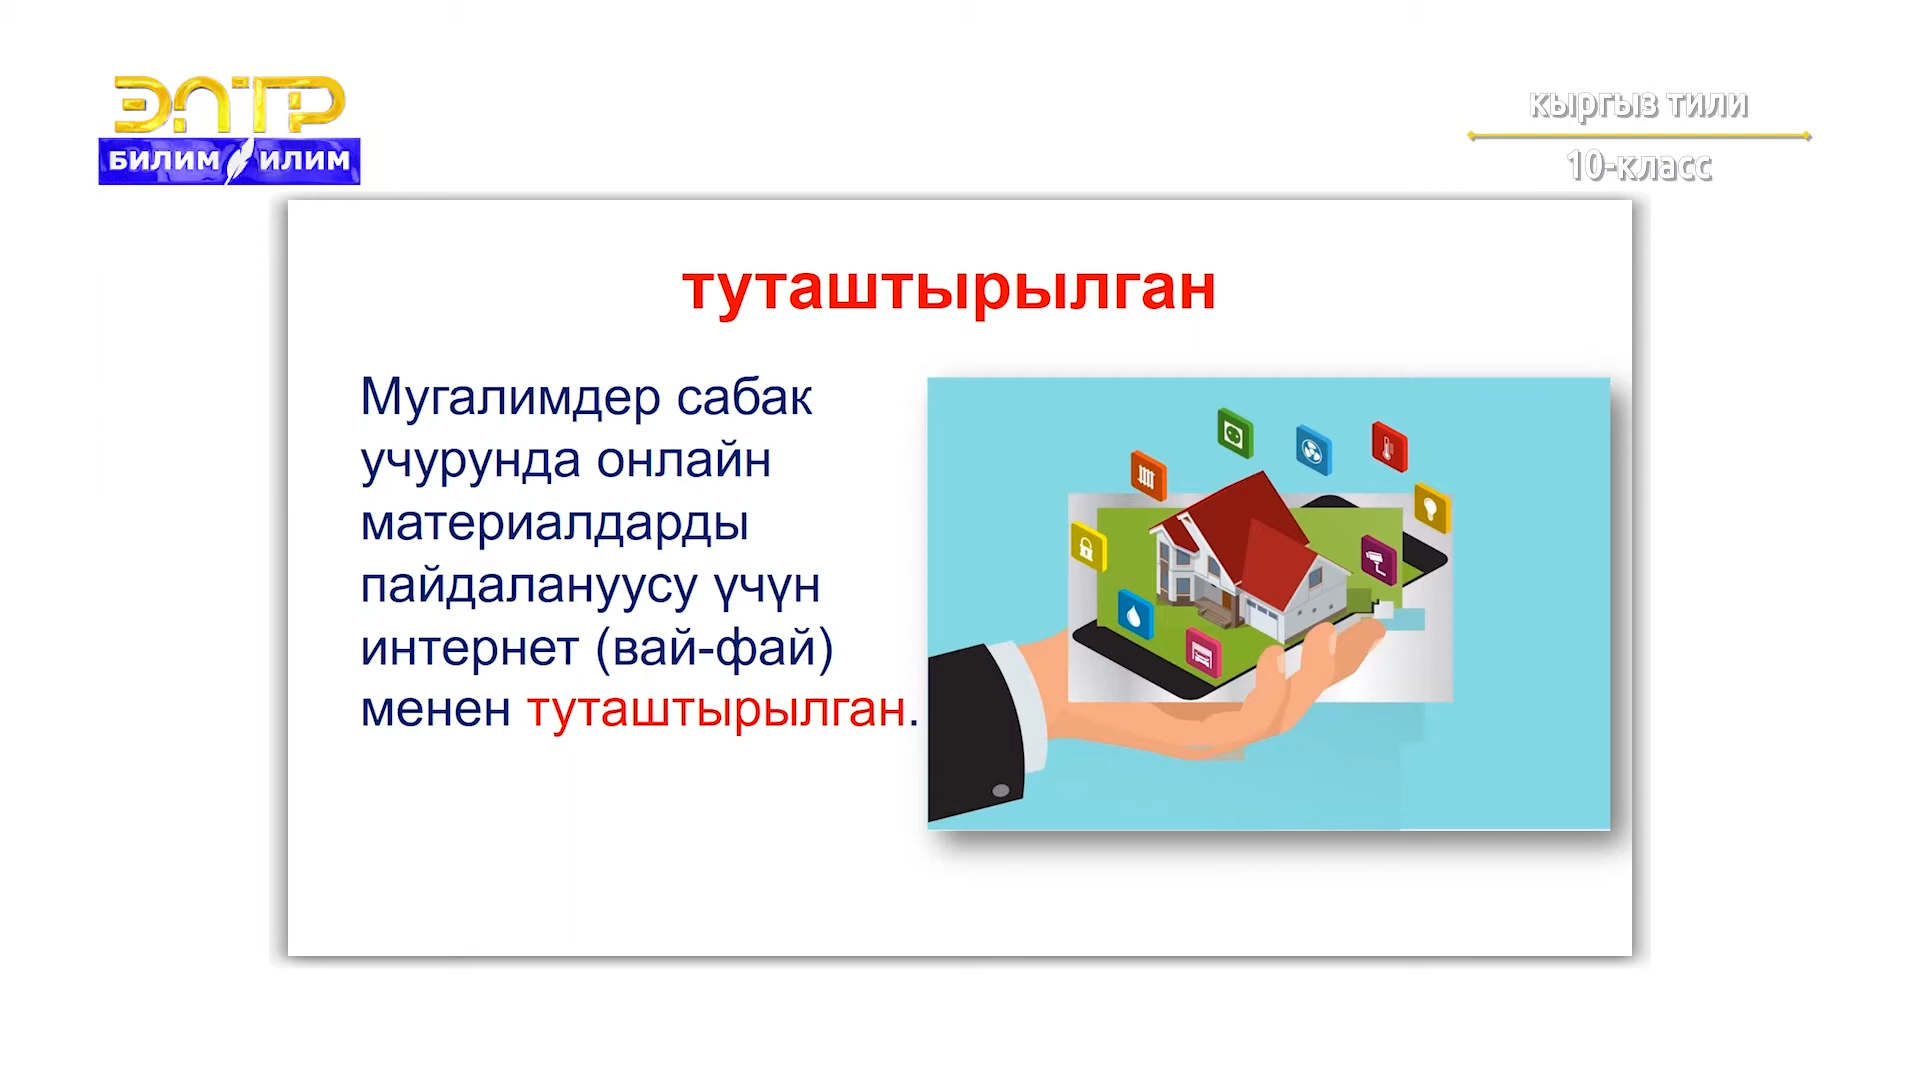 ЭЛТР
БИЛИМ ИЛИМ
кыргыз тили
10-класс
туташтырылган
Мугалимдер сабак
учурунда онлайн
материалдарды
пайдалануусу үчүн
интернет (вай-фай)
менен туташтырылган.